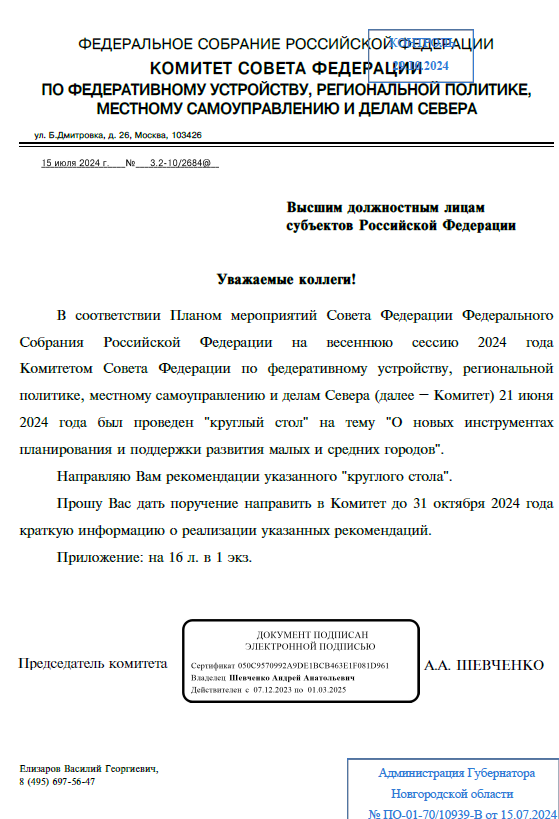 ФЕДЕРАЛЬНОЕ СОБРАНИЕ РОССИЙСКОЙ ФЕДЕРАЦИИ
КОМИТЕТ СОВЕТА ФЕДЕРАЦИИ
ПО ФЕДЕРАТИВНОМУ УСТРОЙСТВУ, РЕГИОНАЛЬНОЙ ПОЛИТИКЕ,
МЕСТНОМУ САМОУПРАВЛЕНИЮ И ДЕЛАМ СЕВЕРА
КОНТРОЛЬ
.2024
ул. Б.Дмитровка, д. 26, Москва, 103426
15 июля 2024 г. № 3.2-10/2684@
Высшим должностным лицам
субъектов Российской Федерации
Уважаемые коллеги!
В соответствии Планом мероприятий Совета Федерации Федерального
Собрания Российской Федерации на весеннюю сессию 2024 года
Комитетом Совета Федерации по федеративному устройству, региональной
политике, местному самоуправлению и делам Севера (далее – Комитет) 21 июня
2024 года был проведен "круглый стол" на тему "О новых инструментах
планирования и поддержки развития малых и средних городов".
Направляю Вам рекомендации указанного "круглого стола".
Прошу Вас дать поручение направить в Комитет до 31 октября 2024 года
краткую информацию о реализации указанных рекомендаций.
Приложение: на 16 л. в 1 экз.
ДОКУМЕНТ ПОДПИСАН
ЭЛЕКТРОННОЙ ПОДПИСЬЮ
Сертификат 050C9570992A9DE1BCB463E1F081D961
Владелец Шевченко Андрей Анатольевич
Действителен с 07.12.2023 по 01.03.2025
Председатель комитета
А.А. ШЕВЧЕНКО
Елизаров Василий Георгиевич,
8 (495) 697-56-47
Администрация Губернатора
Новгородской области
№ ПО-01-70/10939-В от 15.07.2024